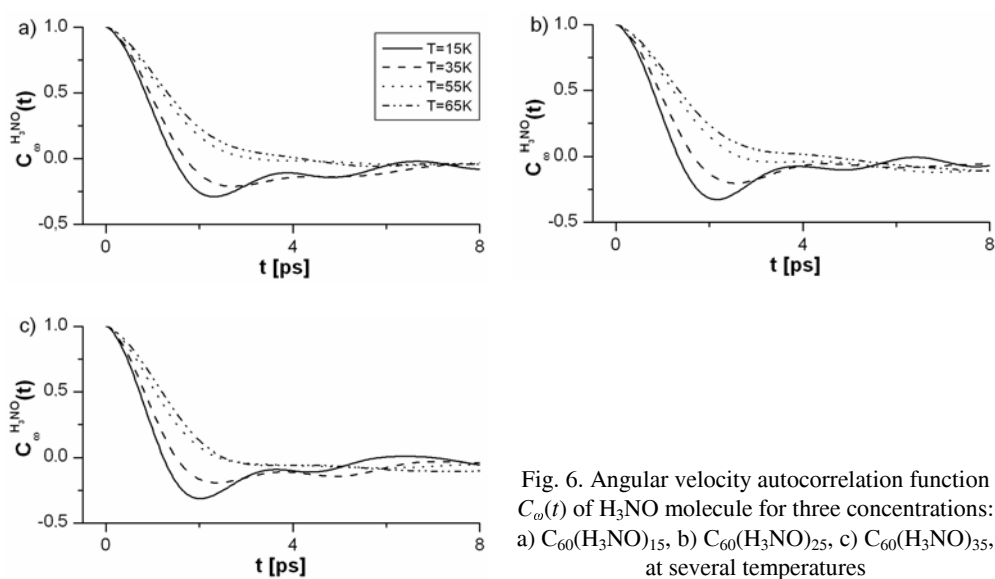 a)
1.0
0.5
0.0
-0.5
C_ω^{H₃NO}(t)
0
4
8
t [ps]
T=15K
T=35K
T=55K
T=65K
b)
1.0
0.5
0.0
-0.5
C_ω^{H₃NO}(t)
0
4
8
t [ps]
c)
1.0
0.5
0.0
-0.5
C_ω^{H₃NO}(t)
0
4
8
t [ps]
Fig. 6. Angular velocity autocorrelation function
C_ω(t) of H₃NO molecule for three concentrations:
a) C₆₀(H₃NO)₁₅, b) C₆₀(H₃NO)₂₅, c) C₆₀(H₃NO)₃₅,
at several temperatures